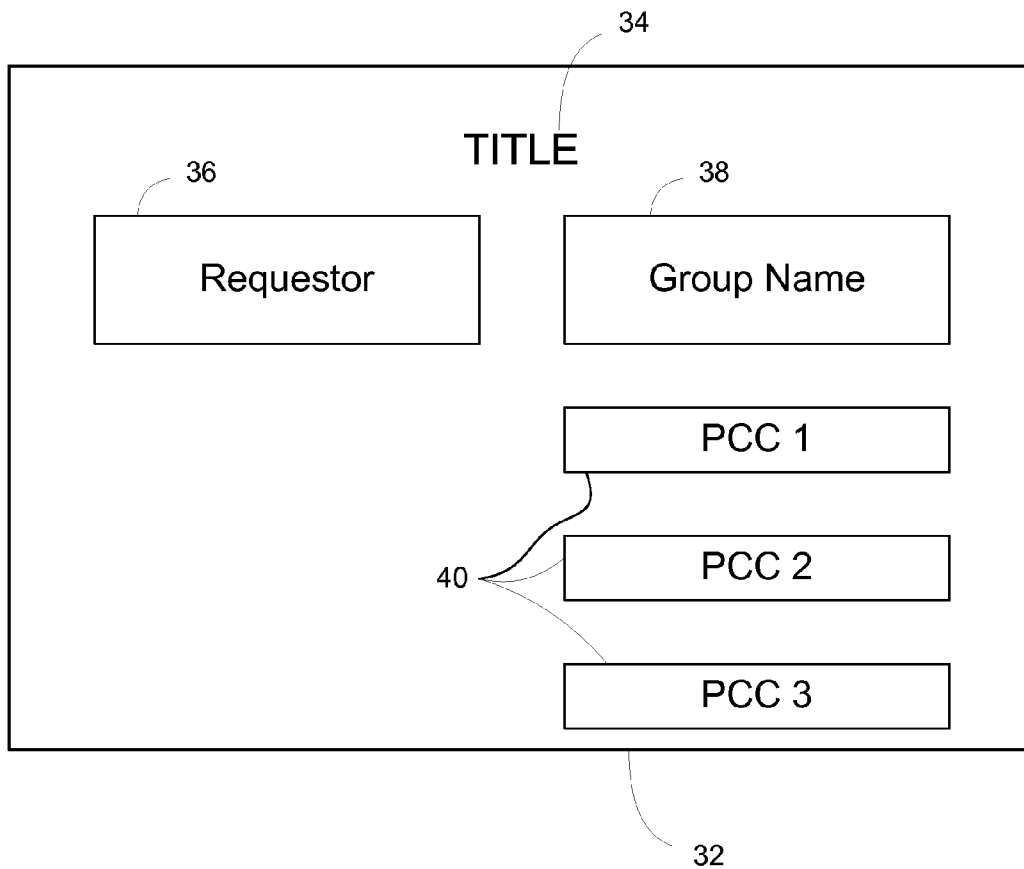 34
TITLE
36
38
Requestor
Group Name
PCC 1
40
PCC 2
PCC 3
32